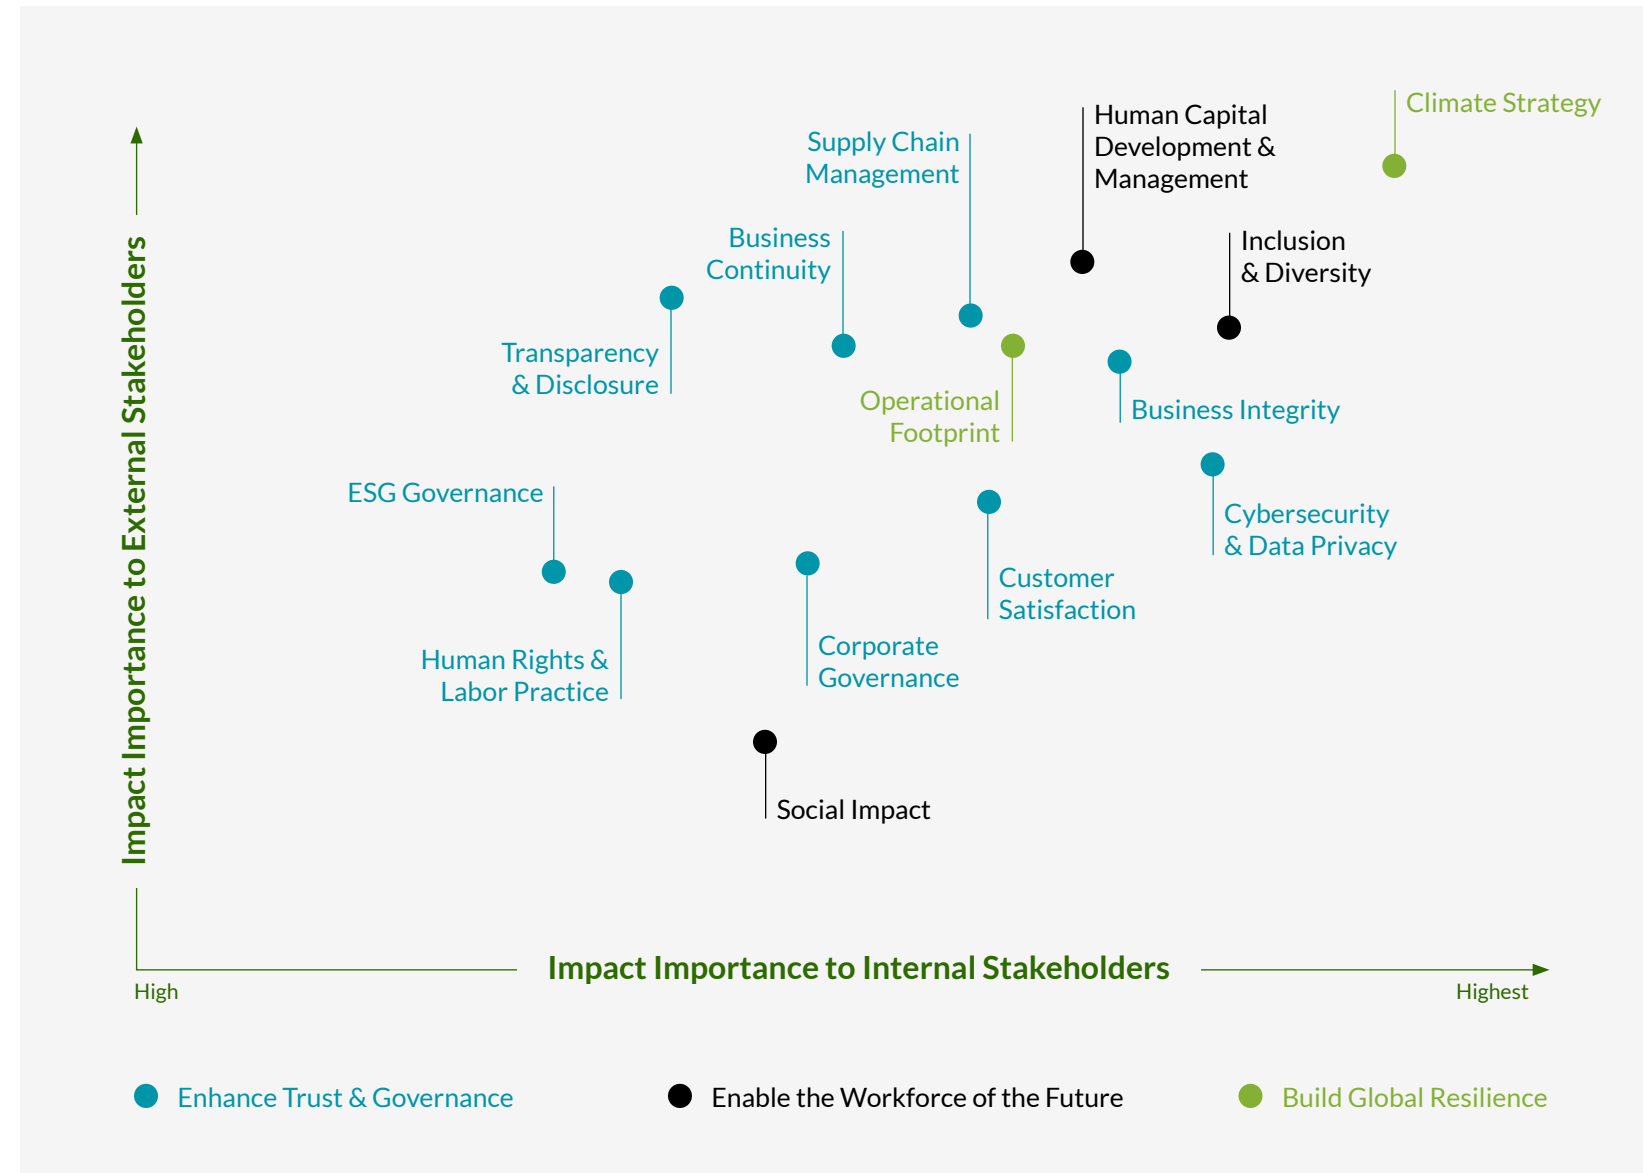 Climate Strategy
Human Capital
Development &
Management
Supply Chain
Management
Business
Continuity
Inclusion
& Diversity
Transparency
& Disclosure
Operational
Footprint
Business Integrity
ESG Governance
Cybersecurity
& Data Privacy
Customer
Satisfaction
Human Rights &
Labor Practice
Corporate
Governance
Social Impact
Impact Importance to External Stakeholders
Impact Importance to Internal Stakeholders
High
Highest
Enhance Trust & Governance
Enable the Workforce of the Future
Build Global Resilience